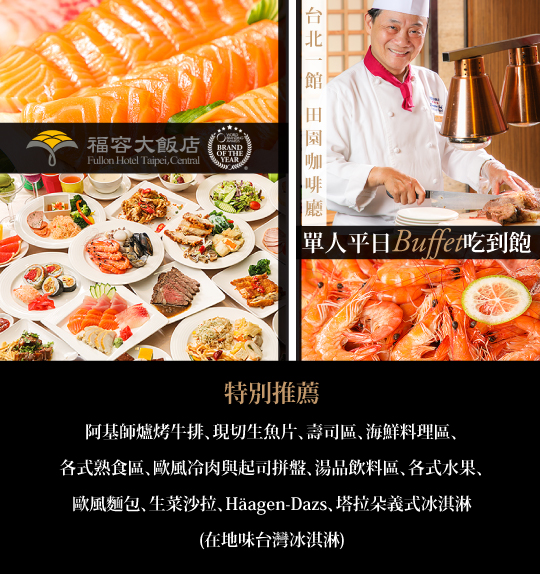 台北一館 田園咖啡廳
福容大飯店
Fullon Hotel Taipei, Central
WORLD
BRANDING AWARDS
BRAND
OF THE
YEAR
單人平日Buffet吃到飽
特別推薦
阿基師爐烤牛排、現切生魚片、壽司區、海鮮料理區、
各式熟食區、歐風冷肉與起司拼盤、湯品飲料區、各式水果、
歐風麵包、生菜沙拉、Häagen-Dazs、塔拉朵義式冰淇淋
(在地味台灣冰淇淋)